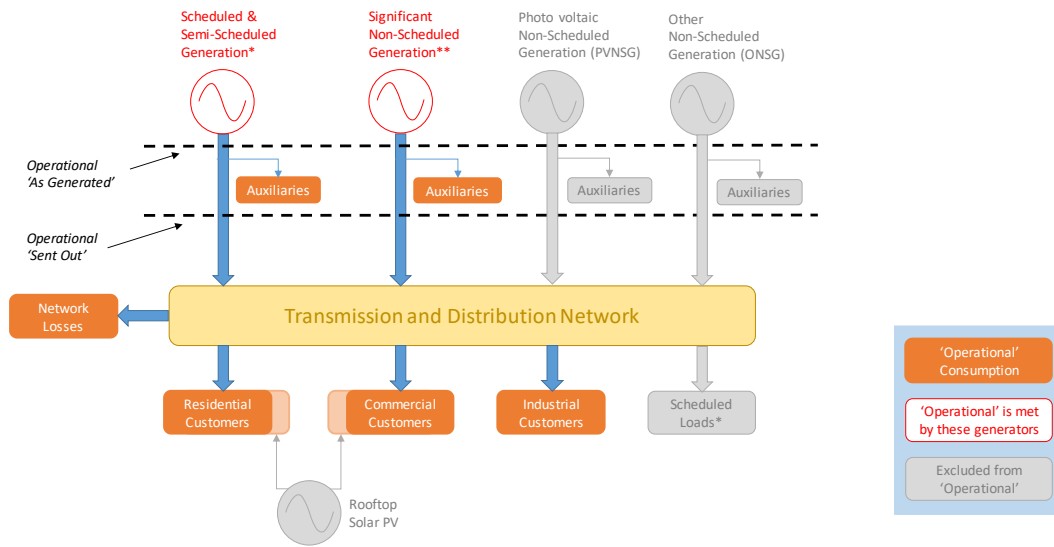 Scheduled &
Semi-Scheduled
Generation*
Significant
Non-Scheduled
Generation**
Photo voltaic
Non-Scheduled
Generation (PVNSG)
Other
Non-Scheduled
Generation (ONSG)
Operational
'As Generated'
Auxiliaries
Auxiliaries
Auxiliaries
Auxiliaries
Operational
'Sent Out'
Network
Losses
Transmission and Distribution Network
Residential
Customers
Commercial
Customers
Industrial
Customers
Scheduled
Loads*
Rooftop
Solar PV
'Operational'
Consumption
'Operational' is met
by these generators
Excluded from
'Operational'